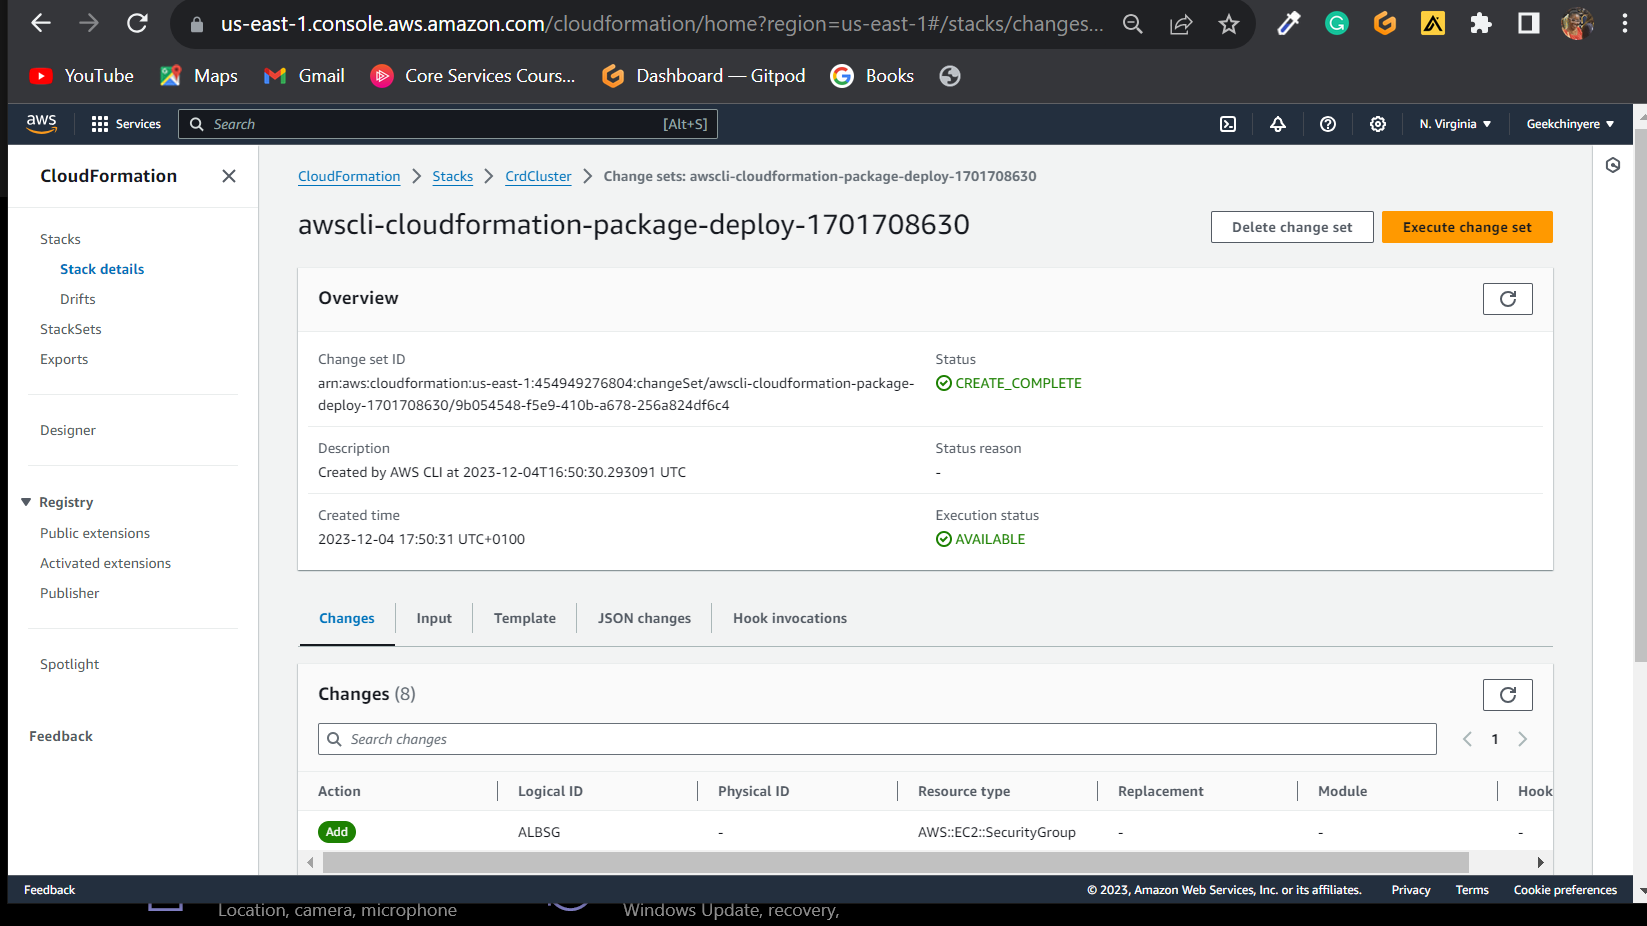 us-east-1.console.aws.amazon.com/cloudformation/home?region=us-east-1#/stacks/changes...
YouTube Maps Gmail Core Services Cours... Dashboard — Gitpod Books
aws Services Search [Alt+S] N. Virginia Geekchinyere
CloudFormation
CloudFormation Stacks CrdCluster Change sets: awscli-cloudformation-package-deploy-1701708630
awscli-cloudformation-package-deploy-1701708630
Delete change set Execute change set
Stacks
Stack details
Drifts
StackSets
Exports
Designer
Registry
Public extensions
Activated extensions
Publisher
Spotlight
Feedback
Overview
Change set ID
arn:aws:cloudformation:us-east-1:454949276804:changeSet/awscli-cloudformation-package-
deploy-1701708630/9b054548-f5e9-410b-a678-256a824df6c4
Status
CREATE_COMPLETE
Description
Created by AWS CLI at 2023-12-04T16:50:30.293091 UTC
Status reason
-
Created time
2023-12-04 17:50:31 UTC+0100
Execution status
AVAILABLE
Changes Input Template JSON changes Hook invocations
Changes (8)
Search changes
1
Action Logical ID Physical ID Resource type Replacement Module Hook
Add ALBSG - AWS::EC2::SecurityGroup - - -
Feedback © 2023, Amazon Web Services, Inc. or its affiliates. Privacy Terms Cookie preferences
Location, camera, microphone Windows Update, recovery,